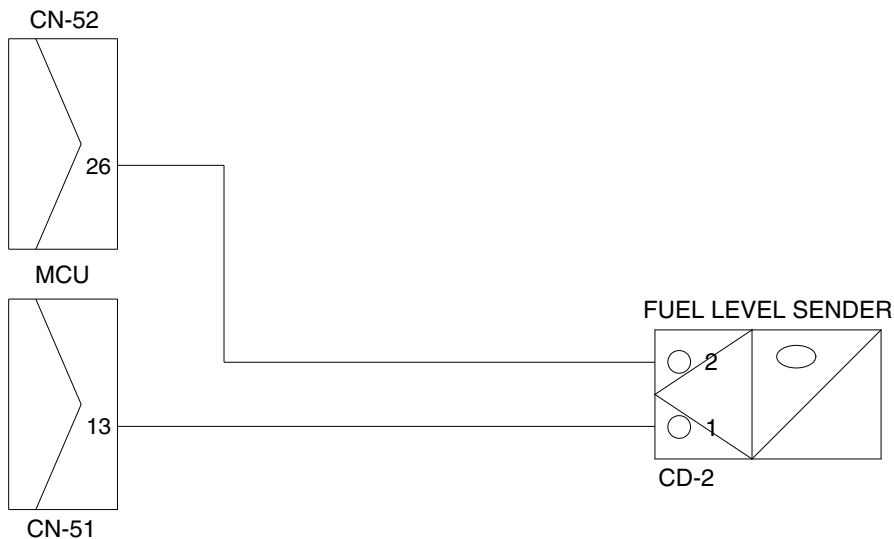 CN-52
26
MCU
FUEL LEVEL SENDER
2
13
1
CD-2
CN-51